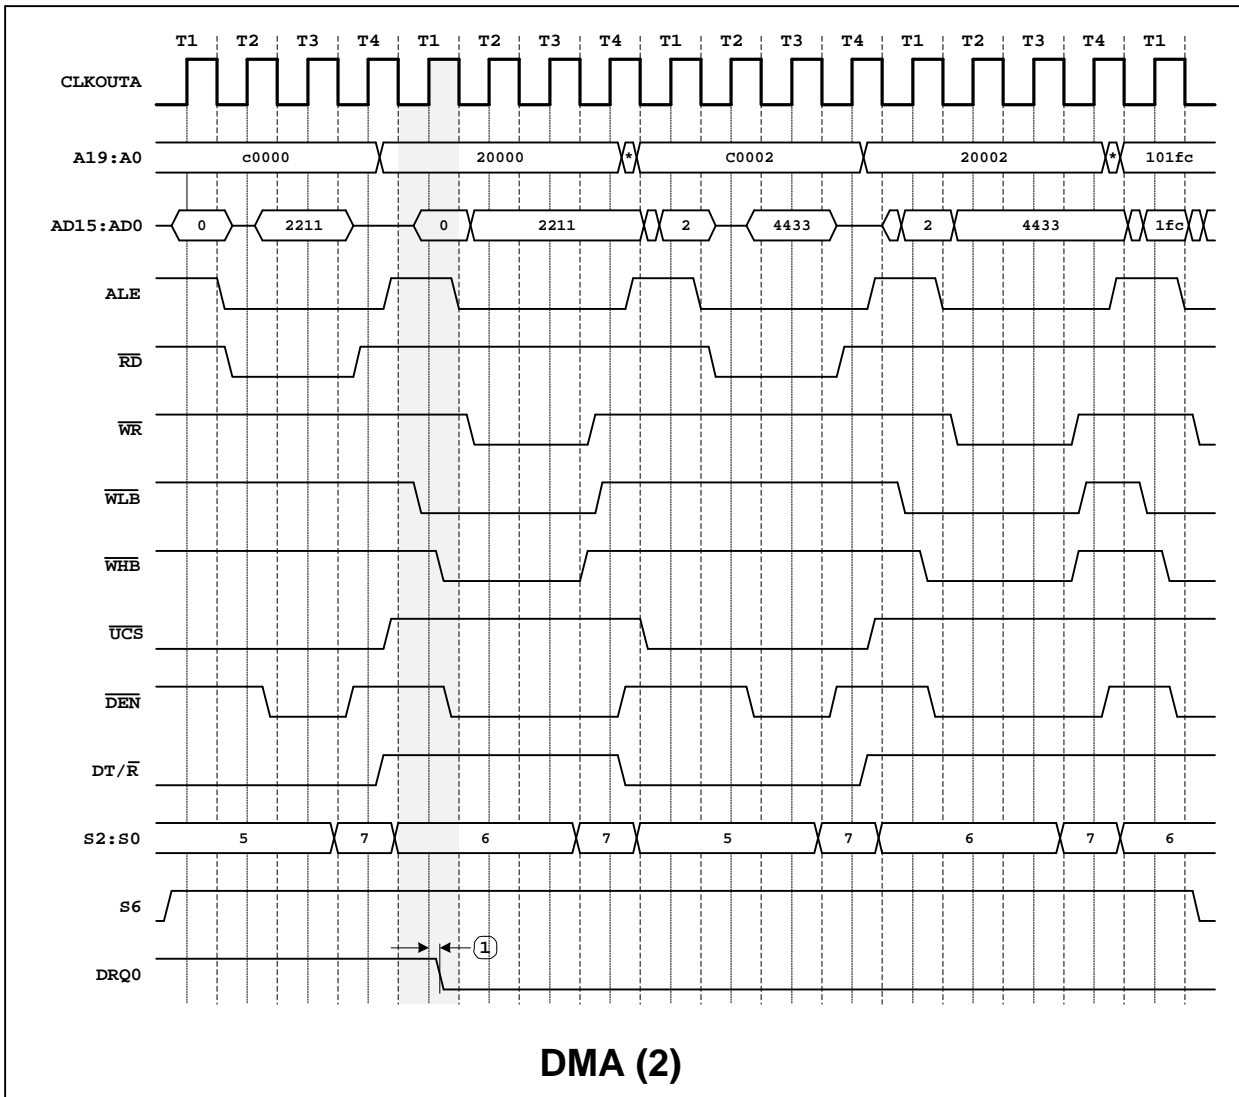 T1 T2 T3 T4 T1 T2 T3 T4 T1 T2 T3 T4 T1 T2 T3 T4 T1
CLKOUTA
A19:A0 c0000 20000 * C0002 20002 * 101fc
AD15:AD0 0 2211 0 2211 2 4433 2 4433 1fc
ALE
RD
WR
WLB
WHB
UCS
DEN
DT/R
S2:S0 5 7 6 7 5 7 6 7 6
S6
1
DRQ0
DMA (2)